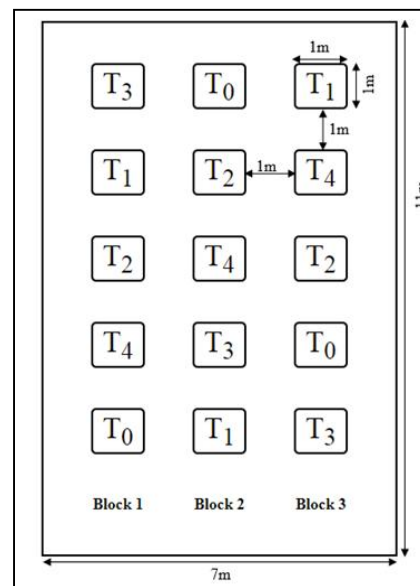 1m
T3 T0 T1
1m
1m
T1 T2 1m T4
T2 T4 T2
T4 T3 T0
T0 T1 T3
Block 1 Block 2 Block 3
7m